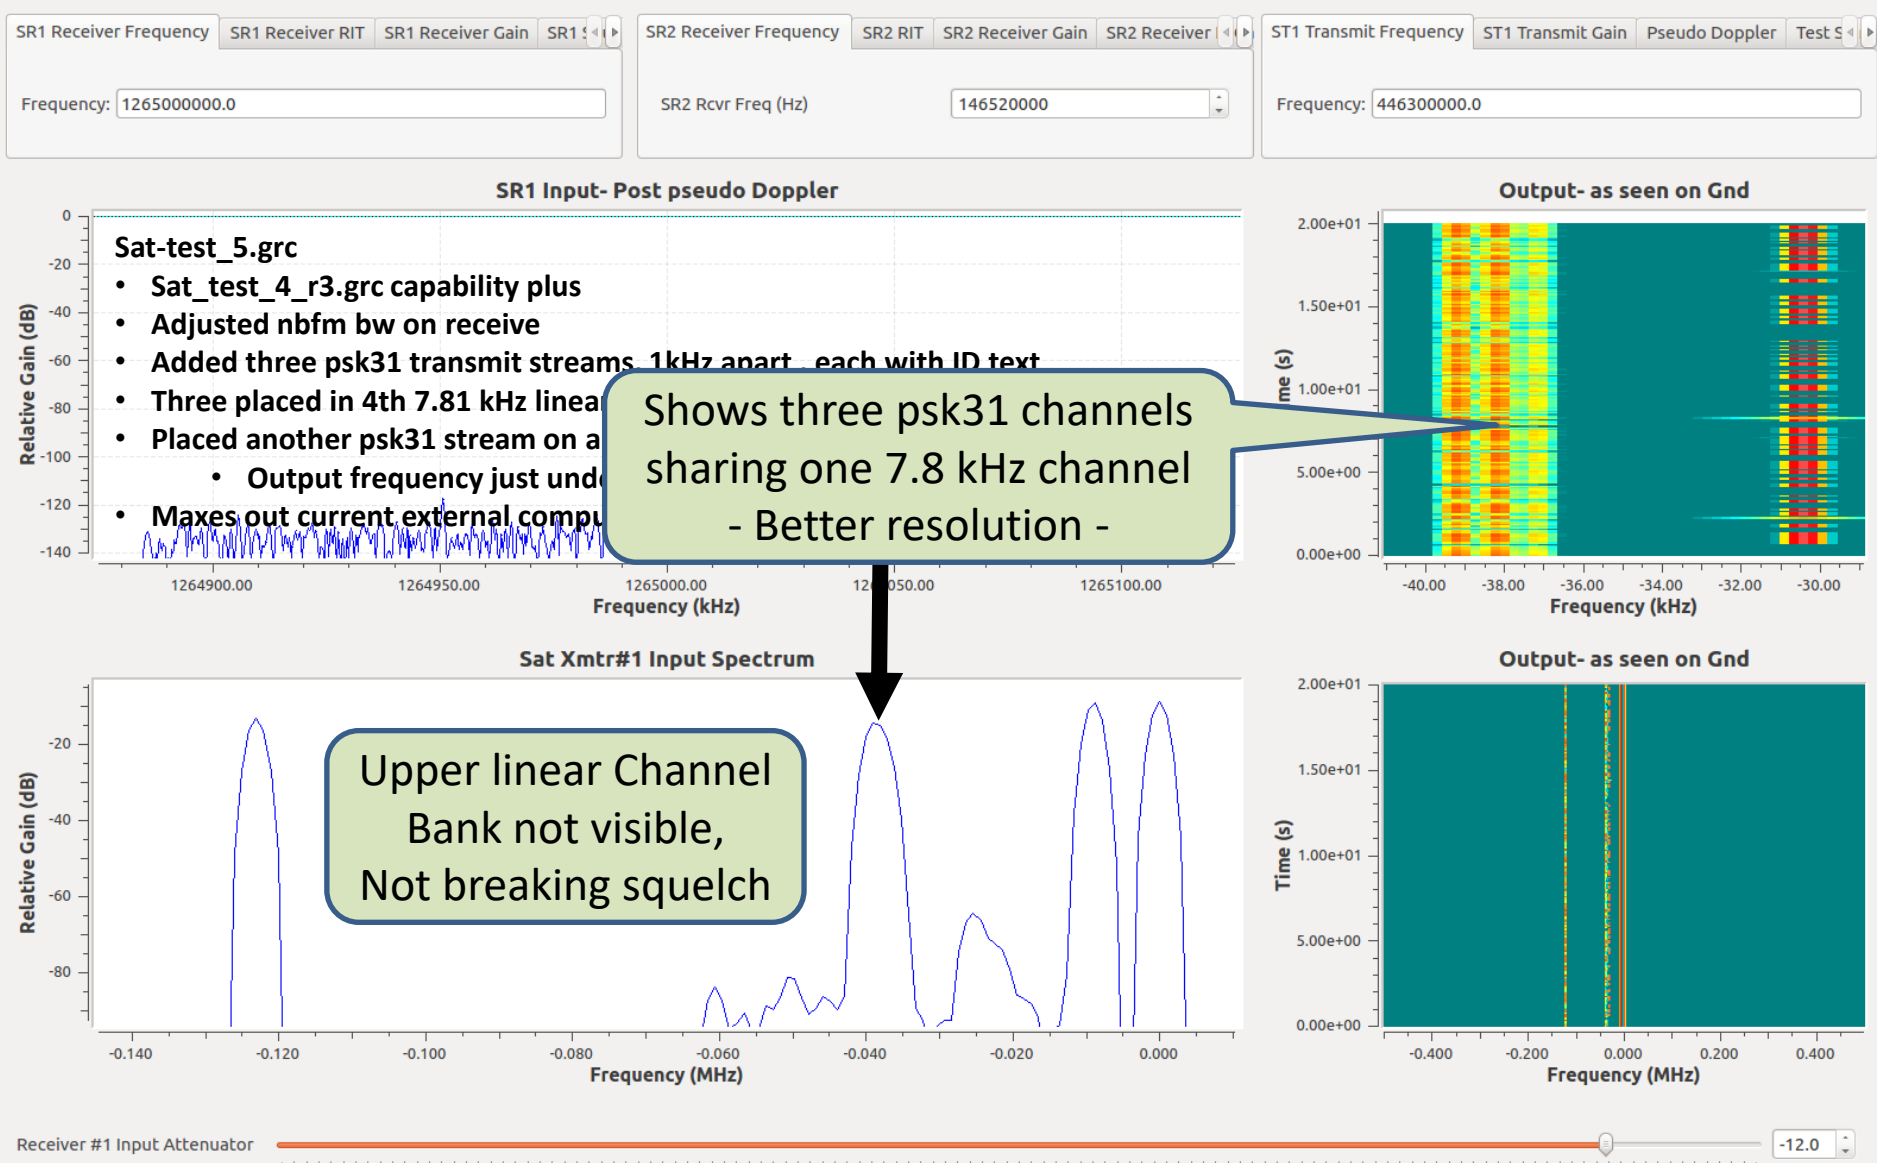 SR1 Receiver Frequency SR1 Receiver RIT SR1 Receiver Gain SR1
Frequency: 1265000000.0
SR2 Receiver Frequency SR2 RIT SR2 Receiver Gain SR2 Receiver
SR2 Rcvr Freq (Hz) 146520000
ST1 Transmit Frequency ST1 Transmit Gain Pseudo Doppler Test S
Frequency: 446300000.0
SR1 Input- Post pseudo Doppler
Relative Gain (dB)
0
-20
-40
-60
-80
-100
-120
-140
Sat-test_5.grc
• Sat_test_4_r3.grc capability plus
• Adjusted nbfm bw on receive
• Added three psk31 transmit streams, 1kHz apart , each with ID text
• Three placed in 4th 7.81 kHz linear
• Placed another psk31 stream on a
• Output frequency just unde
• Maxes out current external compu
Shows three psk31 channels
sharing one 7.8 kHz channel
- Better resolution -
1264900.00 1264950.00 1265000.00 050.00 1265100.00
Frequency (kHz)
Output- as seen on Gnd
me (s)
2.00e+01
1.50e+01
1.00e+01
5.00e+00
0.00e+00
-40.00 -38.00 -36.00 -34.00 -32.00 -30.00
Frequency (kHz)
Sat Xmtr#1 Input Spectrum
Relative Gain (dB)
-20
-40
-60
-80
Upper linear Channel
Bank not visible,
Not breaking squelch
-0.140 -0.120 -0.100 -0.080 -0.060 -0.040 -0.020 0.000
Frequency (MHz)
Output- as seen on Gnd
Time (s)
2.00e+01
1.50e+01
1.00e+01
5.00e+00
0.00e+00
-0.400 -0.200 0.000 0.200 0.400
Frequency (MHz)
Receiver #1 Input Attenuator -12.0